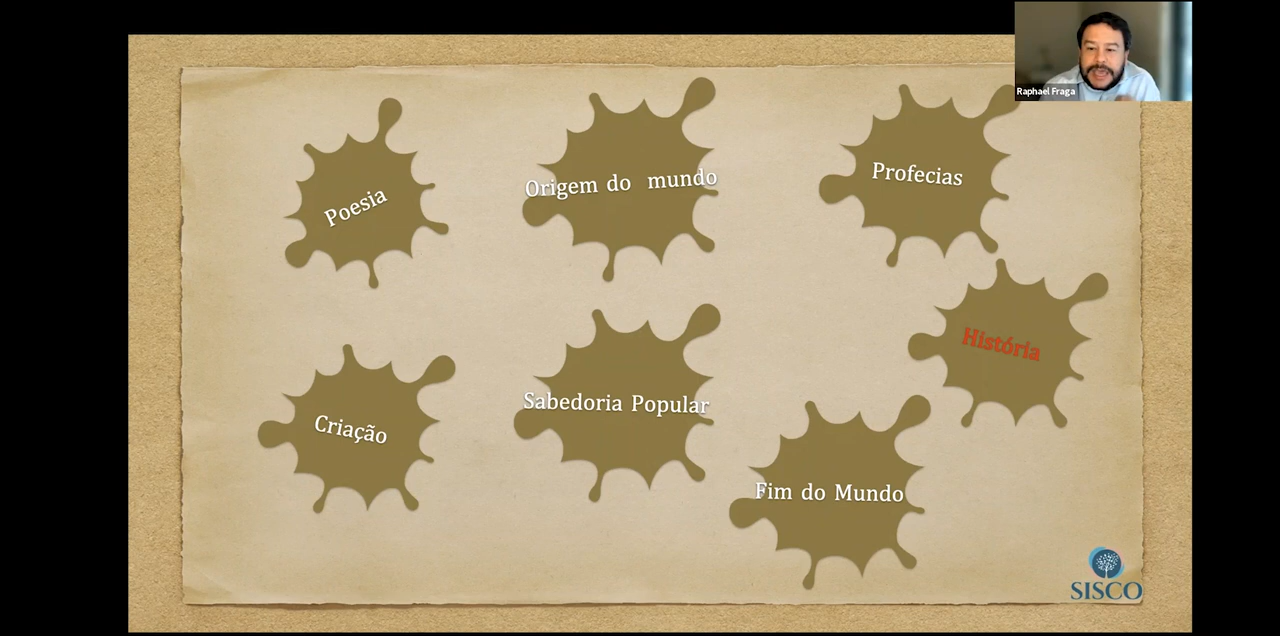 Raphael Fraga
Poesia
Origem do mundo
Profecias
História
Criação
Sabedoria Popular
Fim do Mundo
SISCO